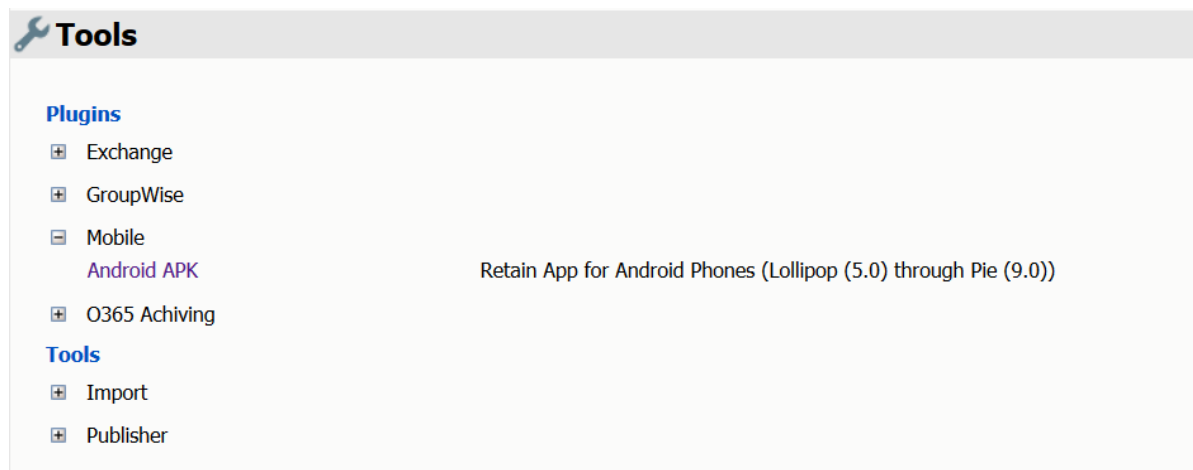 Tools
Plugins
Exchange
GroupWise
Mobile
Android APK Retain App for Android Phones (Lollipop (5.0) through Pie (9.0))
O365 Achiving
Tools
Import
Publisher